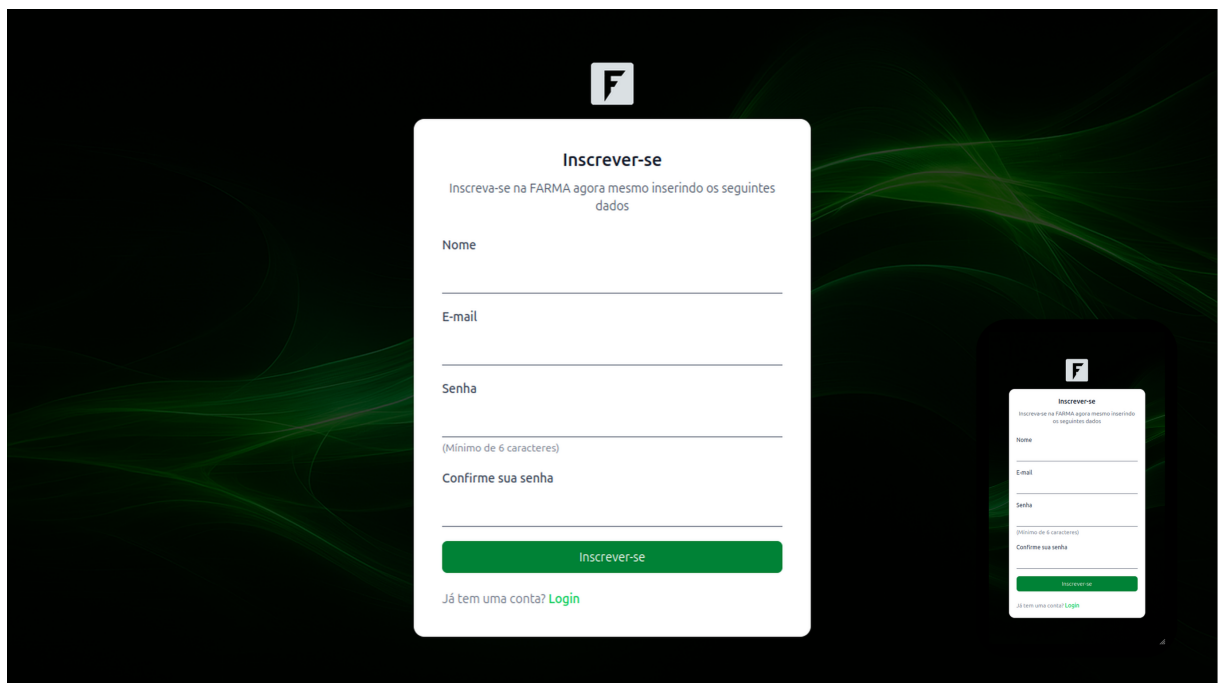 F
Inscrever-se
Inscreva-se na FARMA agora mesmo inserindo os seguintes
dados
Nome
E-mail
Senha
(Mínimo de 6 caracteres)
Confirme sua senha
Inscrever-se
Já tem uma conta? Login
F
Inscrever-se
Inscreva-se na FARMA agora mesmo inserindo
os seguintes dados
Nome
E-mail
Senha
(Mínimo de 6 caracteres)
Confirme sua senha
Inscrever-se
Já tem uma conta? Login